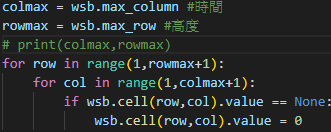 colmax = wsb.max_column #時間
rowmax = wsb.max_row #高度
# print(colmax,rowmax)
for row in range(1,rowmax+1):
    for col in range(1,colmax+1):
        if wsb.cell(row,col).value == None:
            wsb.cell(row,col).value = 0